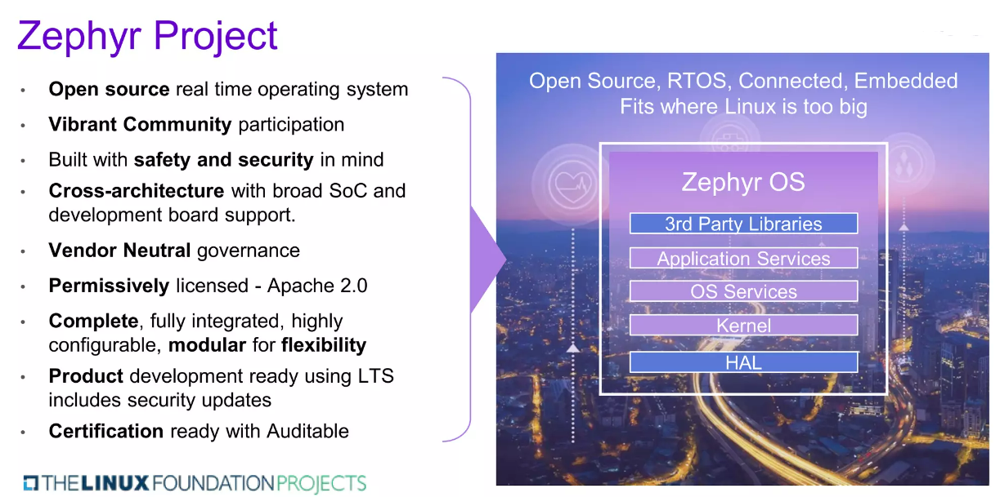 Zephyr Project
• Open source real time operating system
• Vibrant Community participation
• Built with safety and security in mind
• Cross-architecture with broad SoC and
development board support.
• Vendor Neutral governance
• Permissively licensed - Apache 2.0
• Complete, fully integrated, highly
configurable, modular for flexibility
• Product development ready using LTS
includes security updates
• Certification ready with Auditable
THE LINUX FOUNDATION PROJECTS
Open Source, RTOS, Connected, Embedded
Fits where Linux is too big
Zephyr OS
3rd Party Libraries
Application Services
OS Services
Kernel
HAL